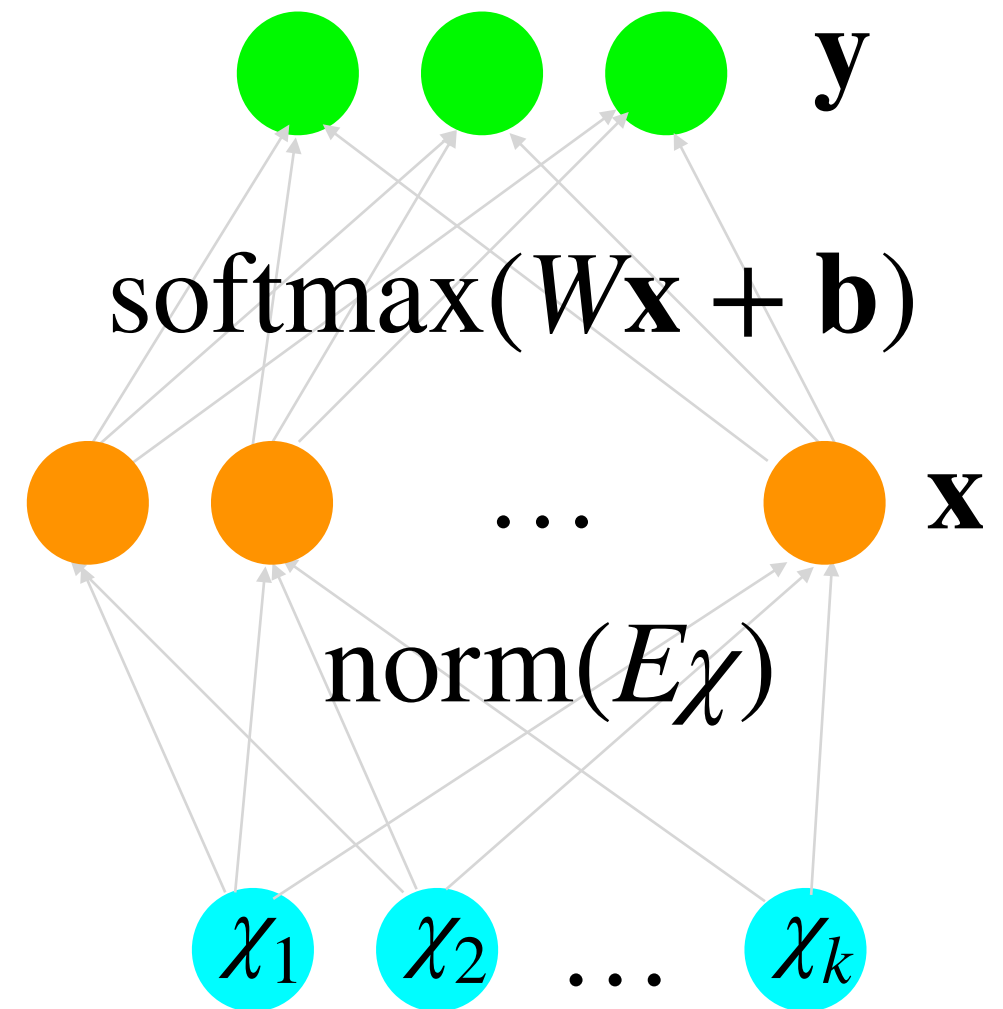 y
softmax(Wx + b)
... x
norm(Eχ)
χ1 χ2 ... χk